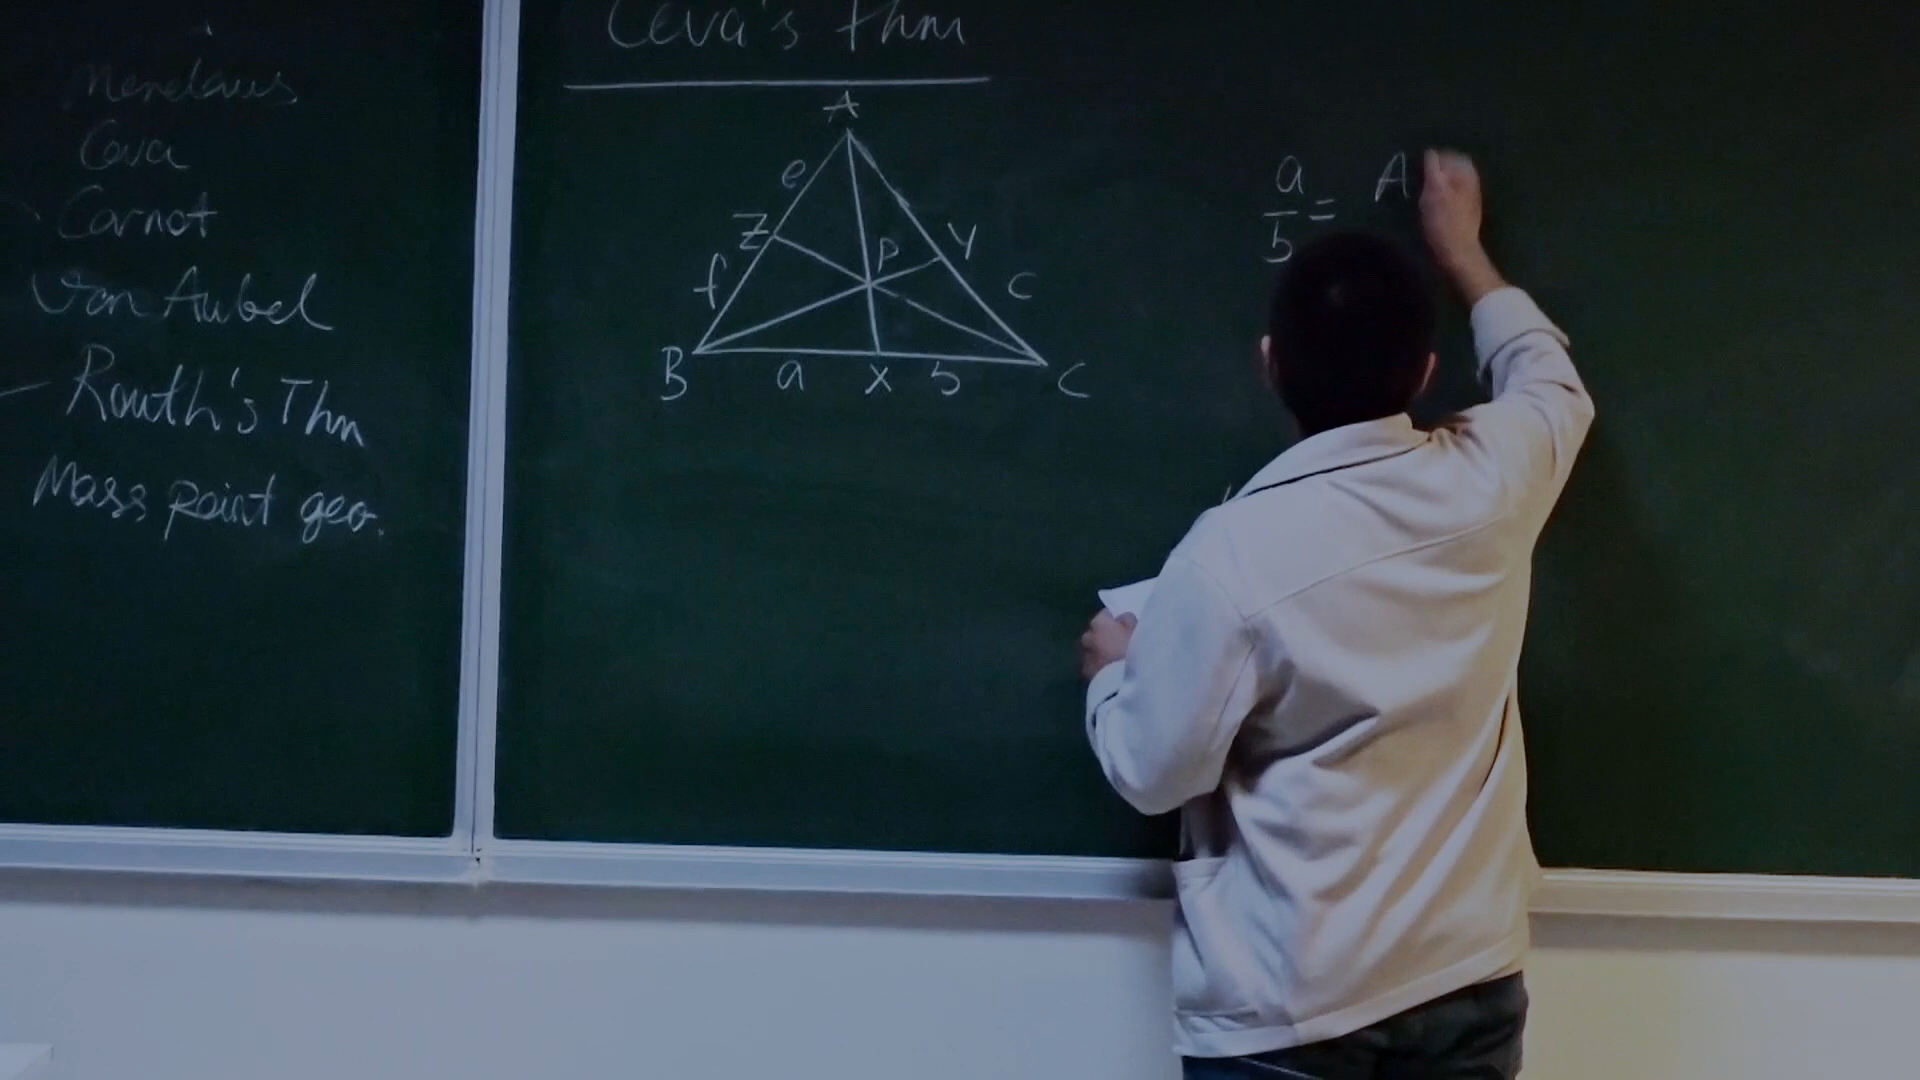 Menelaus
Ceva
Carnot
Van Aubel
Routh's Thm
Mass point geo.
Ceva's Thm
A
e
Z
P
Y
f
C
B
a
X
b
C
a
b
=
A